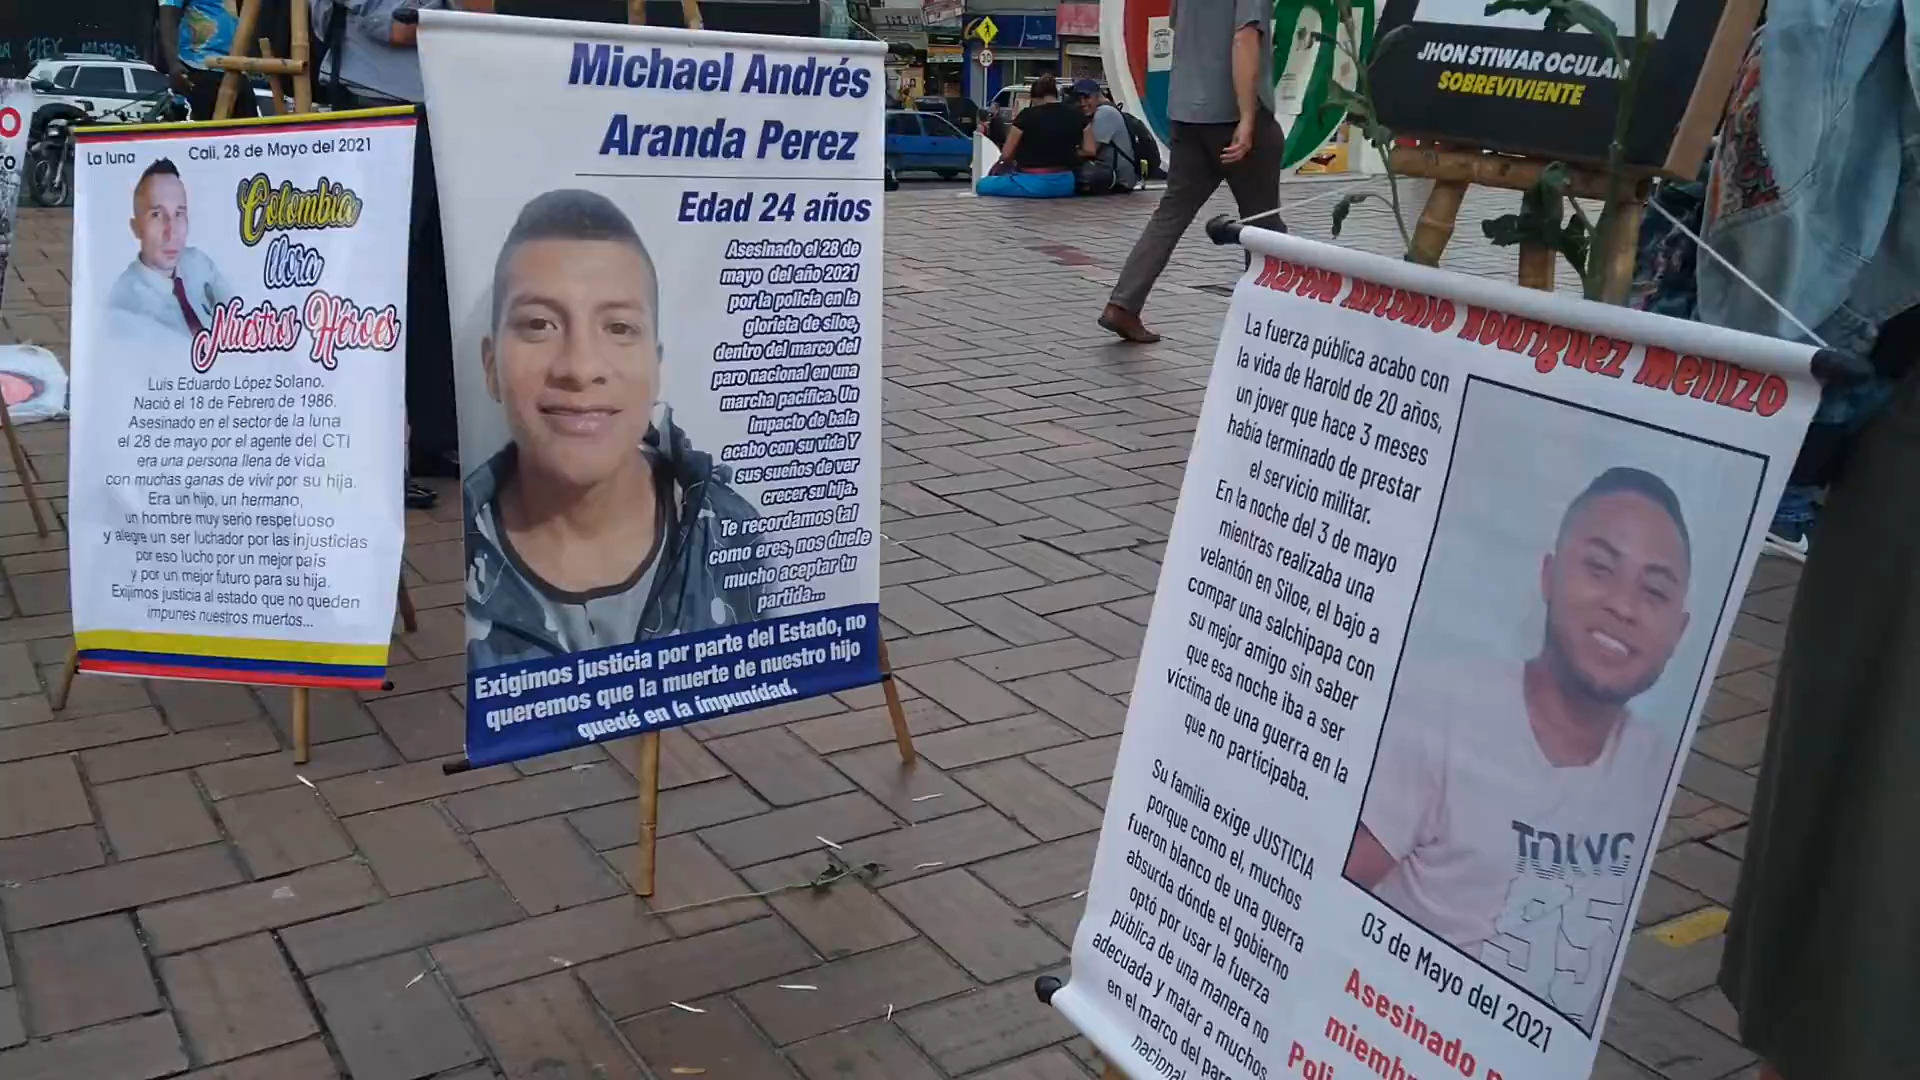 La luna
Cali, 28 de Mayo del 2021
Colombia
llora
Nuestros Héroes
Luis Eduardo López Solano.
Nació el 18 de Febrero de 1986.
Asesinado en el sector de la luna
el 28 de mayo por el agente del CTI
era una persona llena de vida
con muchas ganas de vivir por su hija.
Era un hijo, un hermano,
un hombre muy serio respetuoso
y alegre un ser luchador por las injusticias
por eso lucho por un mejor pais
y por un mejor futuro para su hija.
Exijimos justicia al estado que no queden
impunes nuestros muertos...
Michael Andrés
Aranda Perez
Edad 24 años
Asesinado el 28 de
mayo del año 2021
por la policía en la
glorieta de siloe,
dentro del marco del
paro nacional en una
marcha pacífica. Un
impacto de bala
acabo con su vida Y
sus sueños de ver
crecer su hija.
Te recordamos tal
como eres, nos duele
mucho aceptar tu
partida...
Exigimos justicia por parte del Estado, no
queremos que la muerte de nuestro hijo
quedé en la impunidad.
JHON STIWAR OCULAR
SOBREVIVIENTE
Harold Antonio Rodriguez Mellizo
La fuerza pública acabo con
la vida de Harold de 20 años,
un jover que hace 3 meses
había terminado de prestar
el servicio militar.
En la noche del 3 de mayo
mientras realizaba una
velantón en Siloe, el bajo a
compar una salchipapa con
su mejor amigo sin saber
que esa noche iba a ser
víctima de una guerra en la
que no participaba.
Su familia exige JUSTICIA
porque como el, muchos
fueron blanco de una guerra
absurda dónde el gobierno
optó por usar la fuerza
pública de una manera no
adecuada y matar a muchos
en el marco del paro
nacional
03 de Mayo del 2021
Asesinado